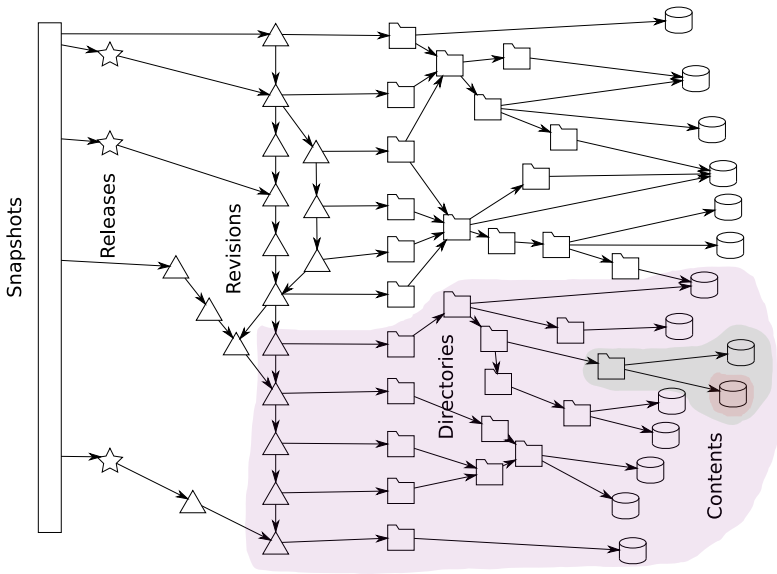 Snapshots
Releases
Revisions
Directories
Contents